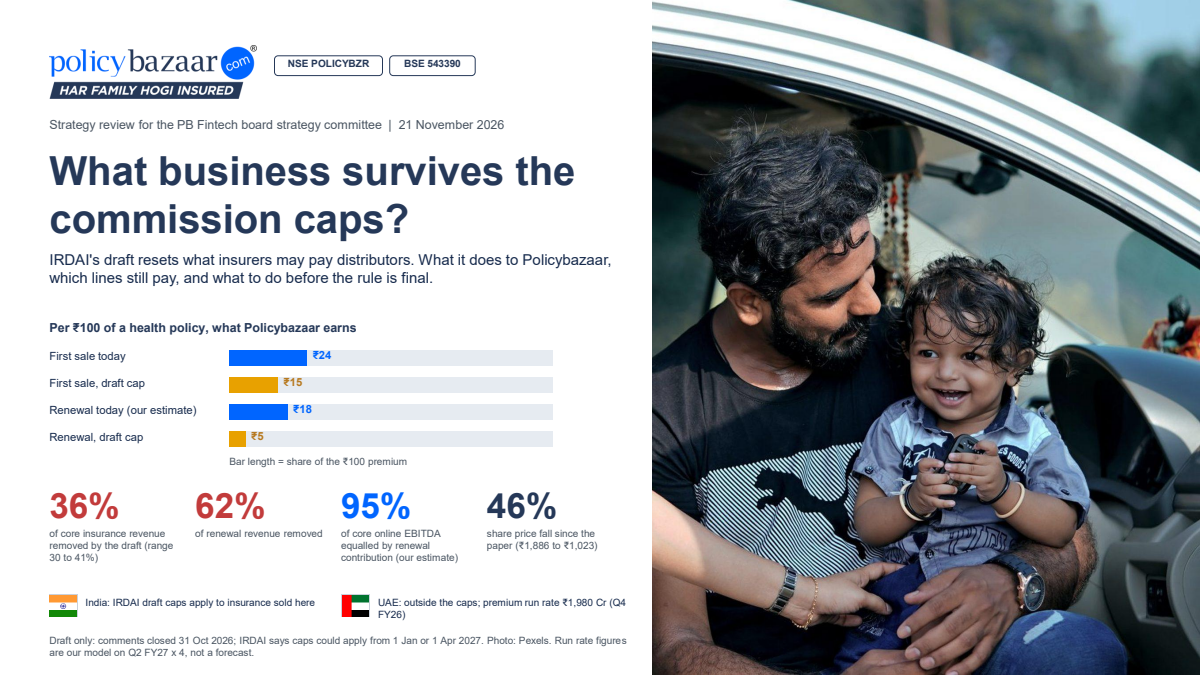 policybazaar com ®
HAR FAMILY HOGI INSURED
NSE POLICYBZR
BSE 543390
Strategy review for the PB Fintech board strategy committee | 21 November 2026
What business survives the
commission caps?
IRDAI's draft resets what insurers may pay distributors. What it does to Policybazaar,
which lines still pay, and what to do before the rule is final.
Per ₹100 of a health policy, what Policybazaar earns
First sale today
₹24
First sale, draft cap
₹15
Renewal today (our estimate)
₹18
Renewal, draft cap
₹5
Bar length = share of the ₹100 premium
36%
of core insurance revenue
removed by the draft (range
30 to 41%)
62%
of renewal revenue removed
95%
of core online EBITDA
equalled by renewal
contribution (our estimate)
46%
share price fall since the
paper (₹1,886 to ₹1,023)
India: IRDAI draft caps apply to insurance sold here
UAE: outside the caps; premium run rate ₹1,980 Cr (Q4
FY26)
Draft only: comments closed 31 Oct 2026; IRDAI says caps could apply from 1 Jan or 1 Apr 2027. Photo: Pexels. Run rate figures
are our model on Q2 FY27 x 4, not a forecast.